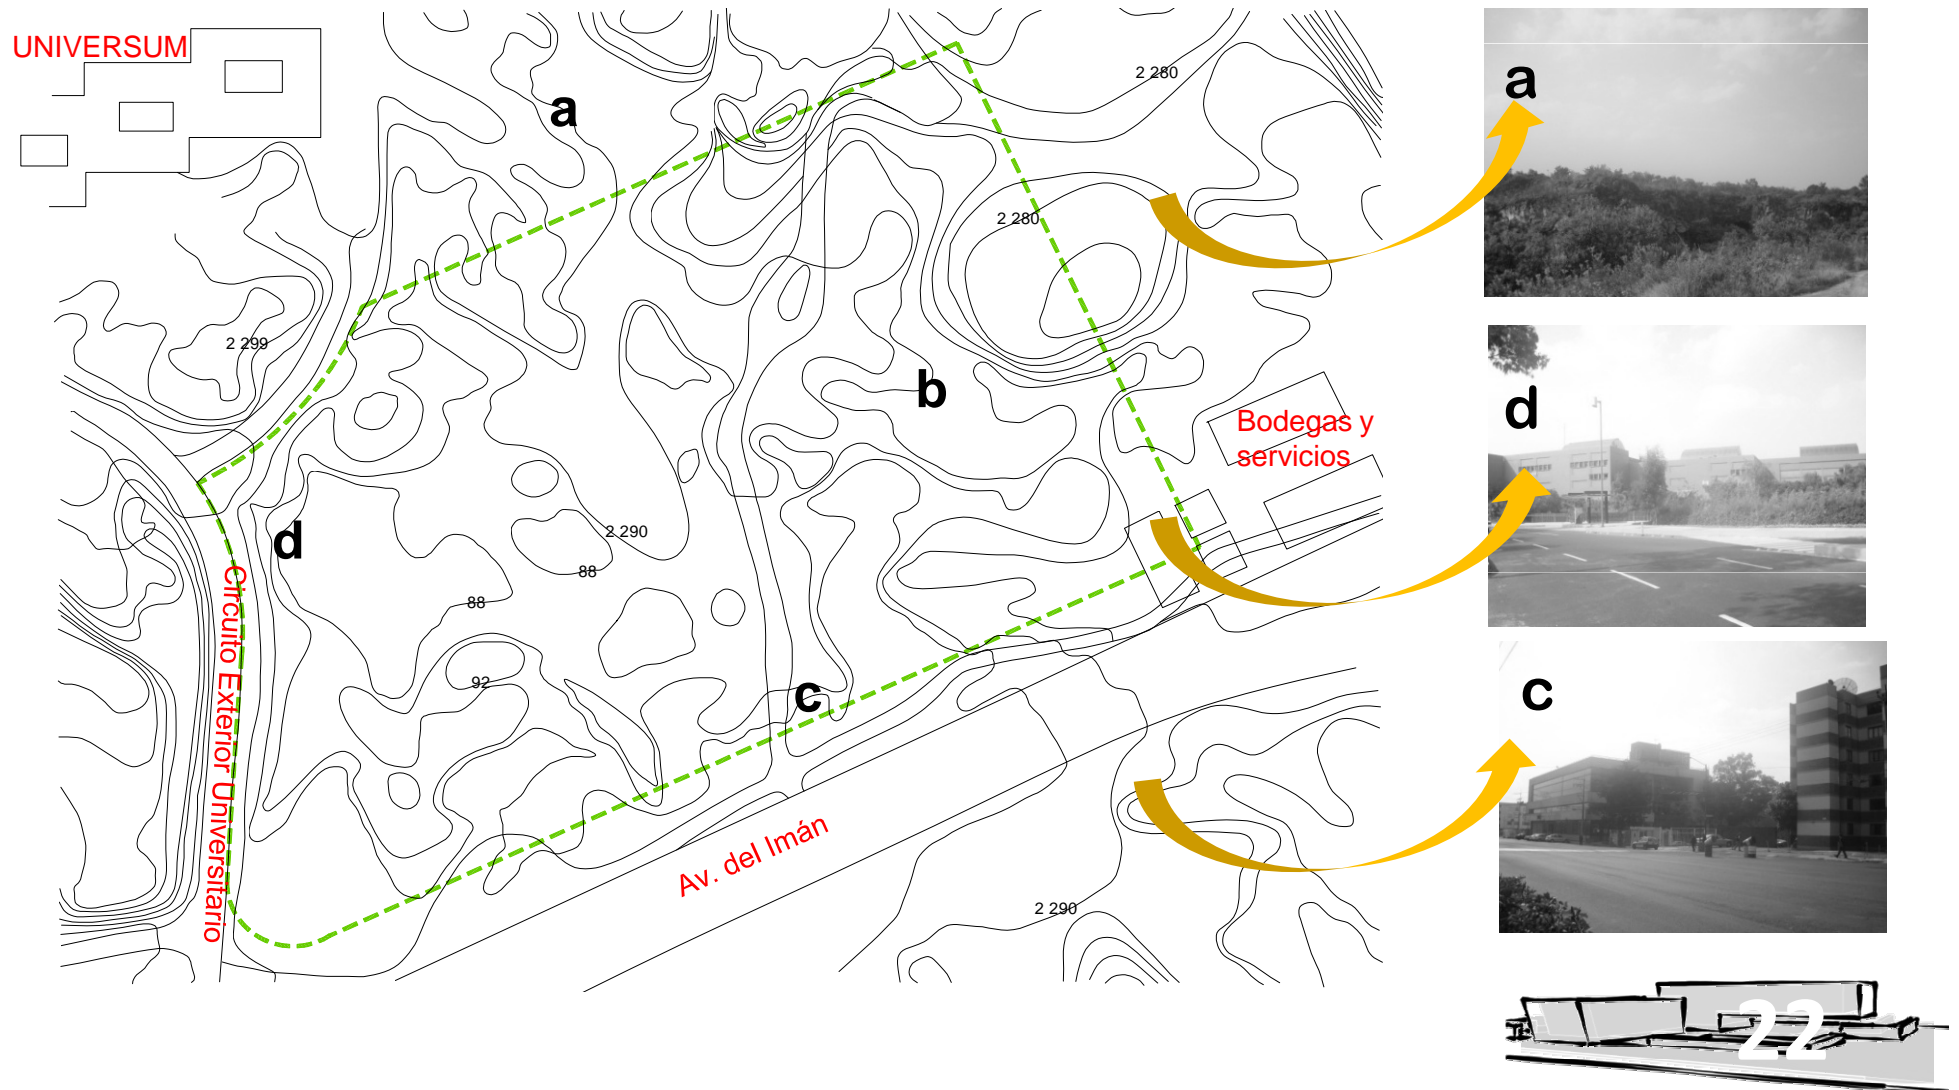 UNIVERSUM
a
2 280
2 280
2 299
b
Bodegas y
servicios
d
2 290
88
88
92
c
Circuito Exterior Universitario
Av. del Imán
2 290
a
d
c
22